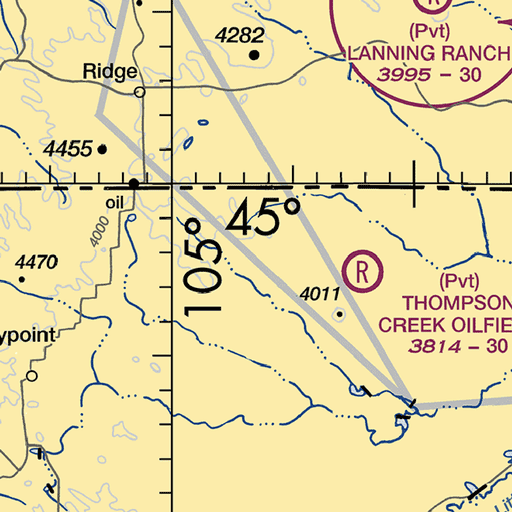 4282
(Pvt)
LANNING RANCH
3995 - 30
Ridge
R
4455
oil
45°
4000
105°
4470
R
4011
(Pvt)
THOMPSON
CREEK OILFIE
3814 - 30
ypoint